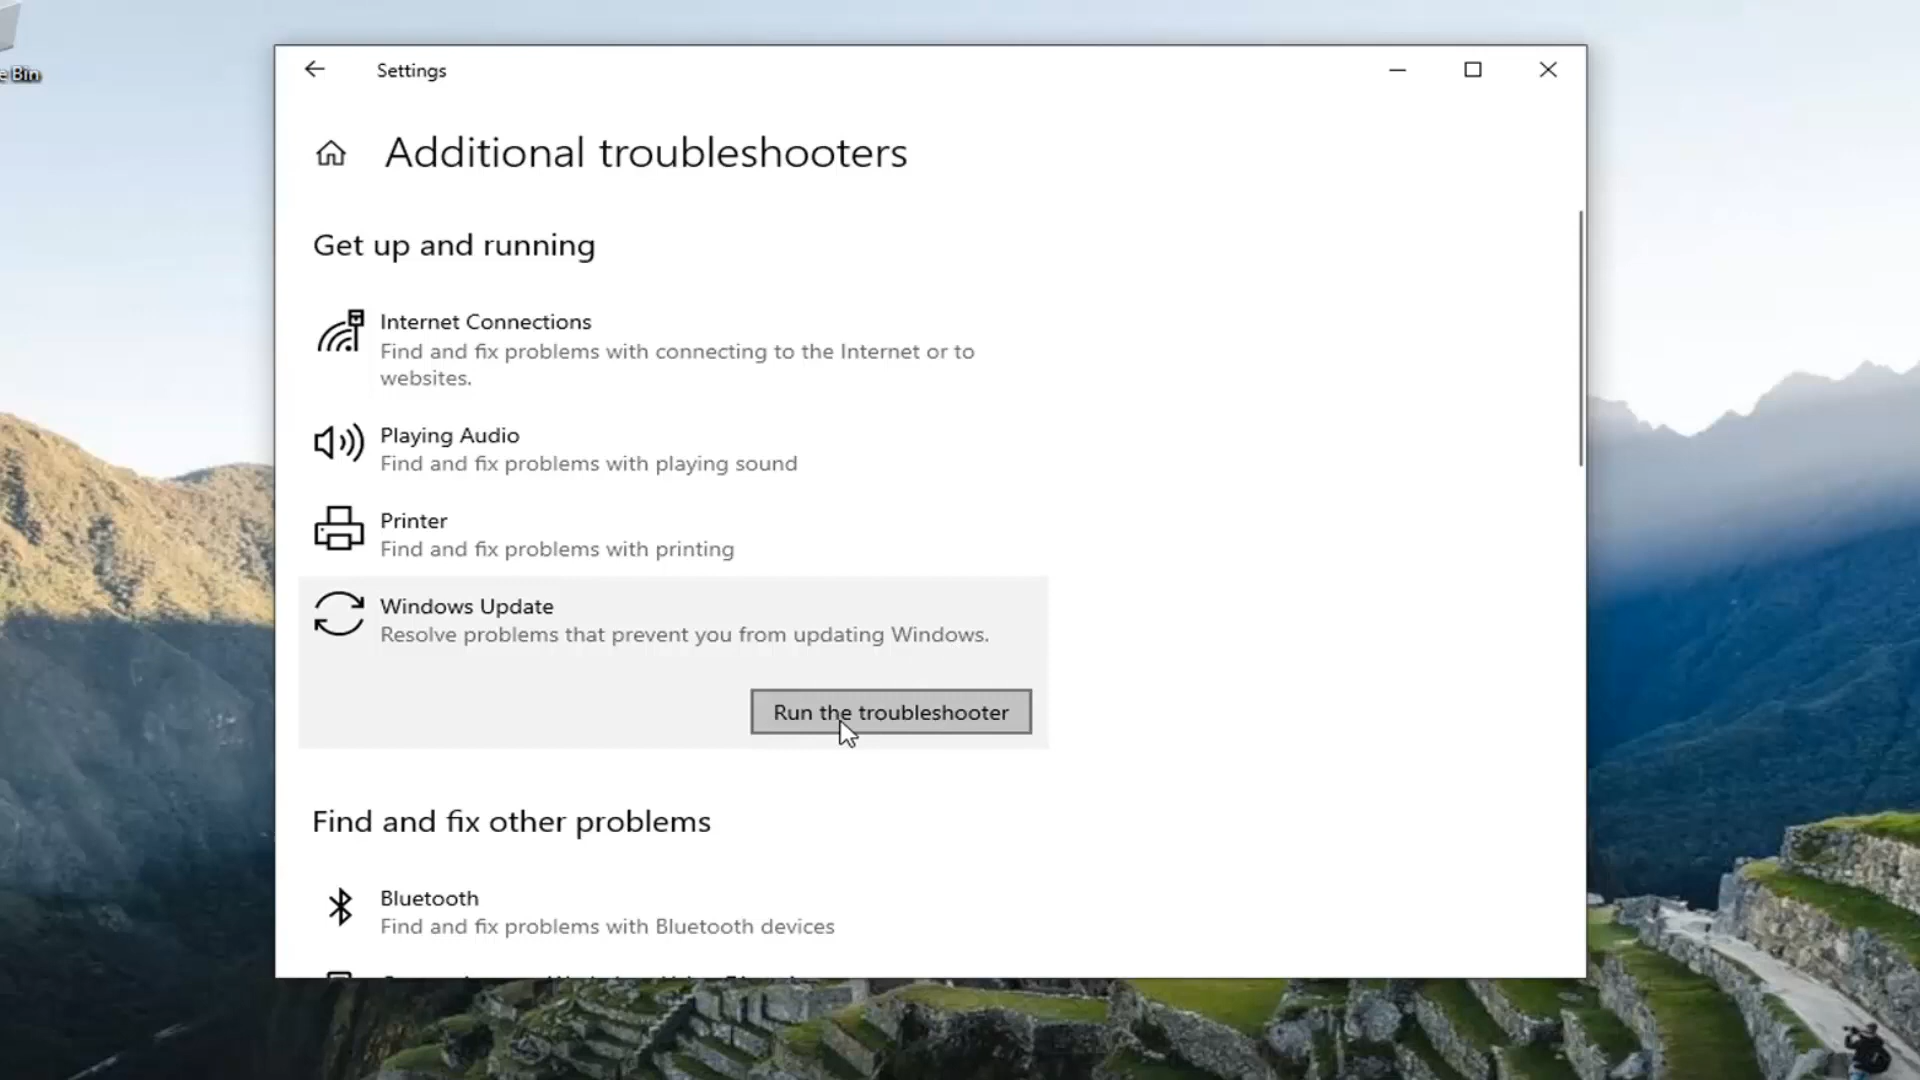 e Bin
Settings
Additional troubleshooters
Get up and running
Internet Connections
Find and fix problems with connecting to the Internet or to
websites.
Playing Audio
Find and fix problems with playing sound
Printer
Find and fix problems with printing
Windows Update
Resolve problems that prevent you from updating Windows.
Run the troubleshooter
Find and fix other problems
Bluetooth
Find and fix problems with Bluetooth devices